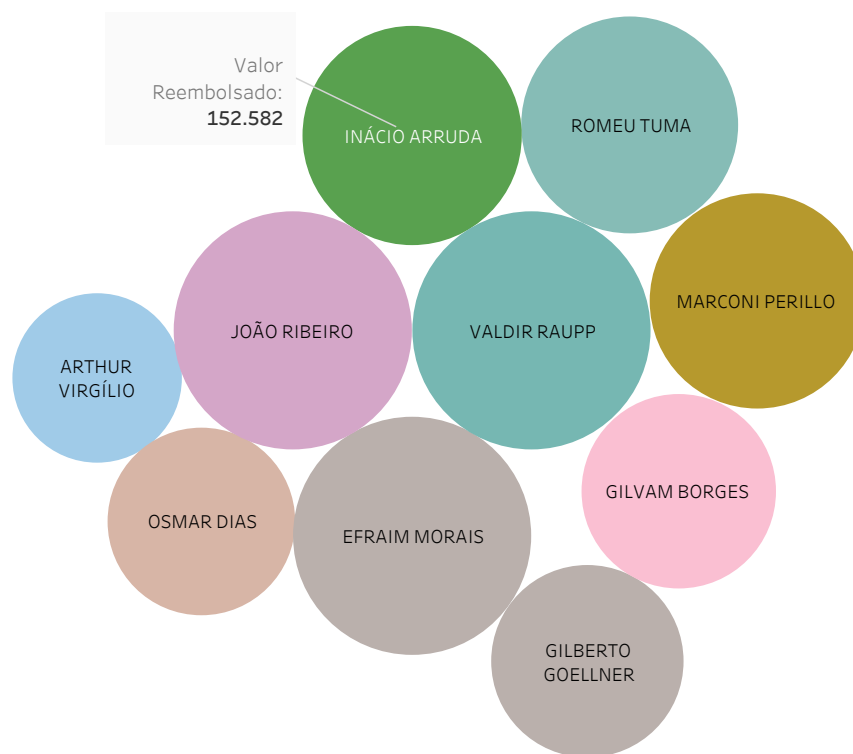 Valor
Reembolsado:
152.582
INÁCIO ARRUDA
ROMEU TUMA
MARCONI PERILLO
JOÃO RIBEIRO
VALDIR RAUPP
ARTHUR
VIRGÍLIO
GILVAM BORGES
OSMAR DIAS
EFRAIM MORAIS
GILBERTO
GOELLNER